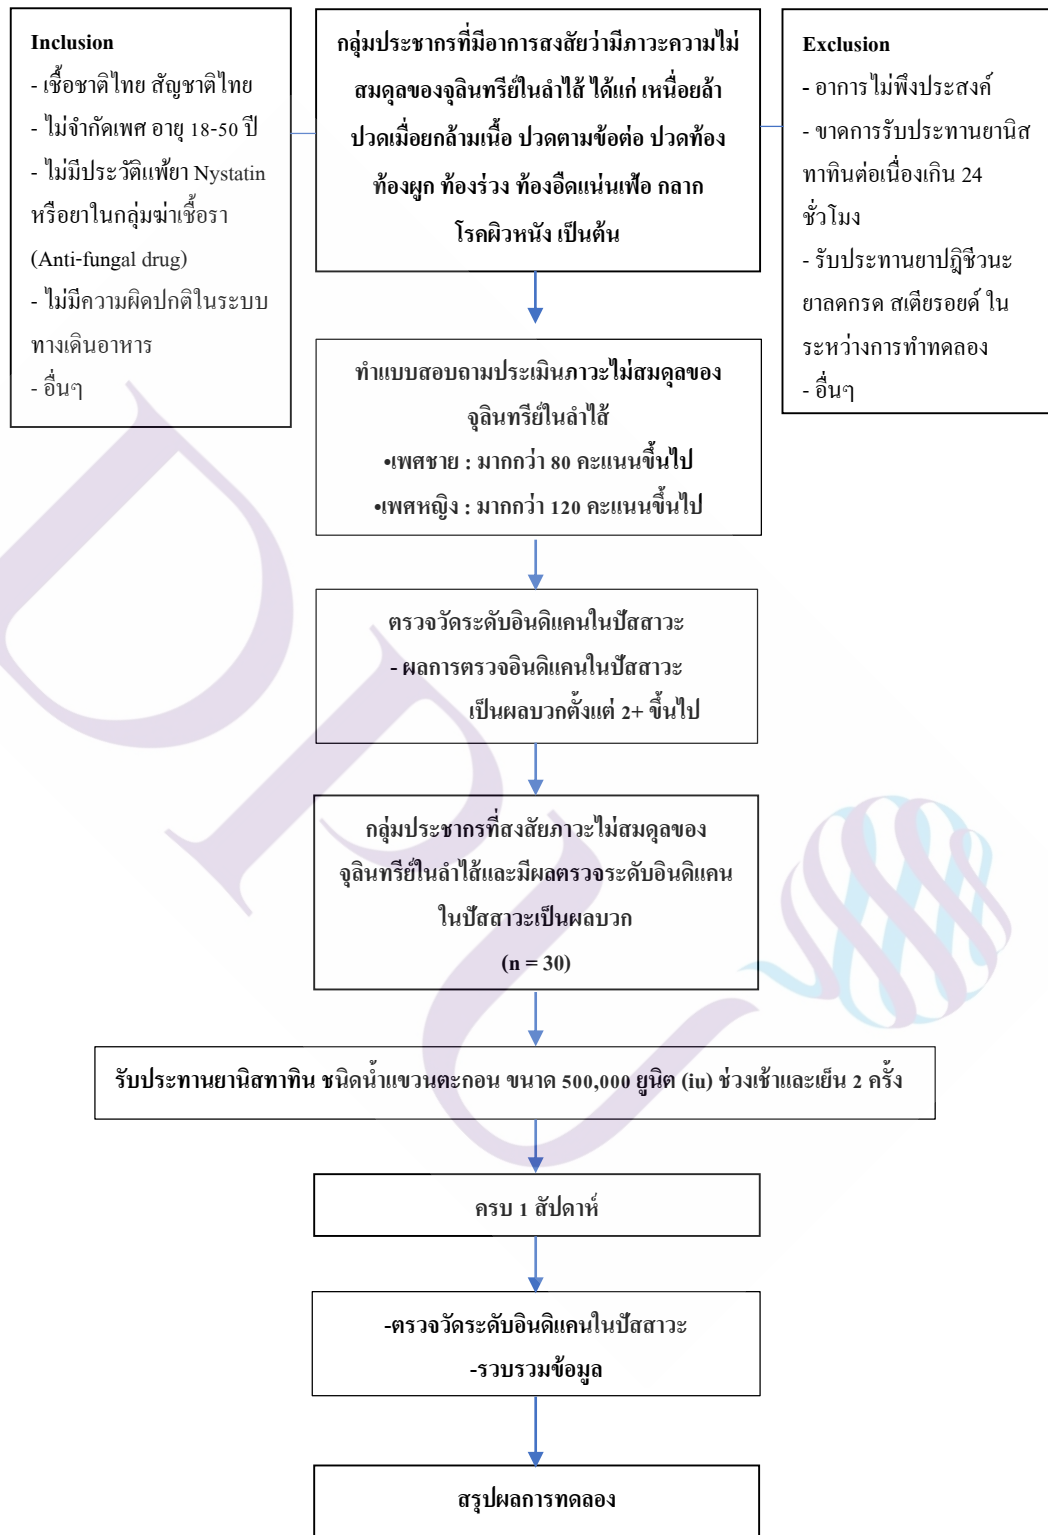 Inclusion
- เชื้อชาติไทย สัญชาติไทย
- ไม่จำกัดเพศ อายุ 18-50 ปี
- ไม่มีประวัติแพ้ยา Nystatin
หรือยาในกลุ่มฆ่าเชื้อรา
(Anti-fungal drug)
- ไม่มีความผิดปกติในระบบ
ทางเดินอาหาร
- อื่นๆ
กลุ่มประชากรที่มีอาการสงสัยว่ามีภาวะความไม่
สมดุลของจุลินทรีย์ในลำไส้ ได้แก่ เหนื่อยล้า
ปวดเมื่อยกล้ามเนื้อ ปวดตามข้อต่อ ปวดท้อง
ท้องผูก ท้องร่วง ท้องอืดแน่นเฟ้อ กลาก
โรคผิวหนัง เป็นต้น
Exclusion
- อาการไม่พึงประสงค์
- ขาดการรับประทานยานิส
ทาทินต่อเนื่องเกิน 24
ชั่วโมง
- รับประทานยาปฎิชีวนะ
ยาลดกรด สเตียรอยด์ ใน
ระหว่างการทำทดลอง
- อื่นๆ
ทำแบบสอบถามประเมินภาวะไม่สมดุลของ
จุลินทรีย์ในลำไส้
•เพศชาย : มากกว่า 80 คะแนนขึ้นไป
•เพศหญิง : มากกว่า 120 คะแนนขึ้นไป
ตรวจวัดระดับอินดิแคนในปัสสาวะ
- ผลการตรวจอินดิแคนในปัสสาวะ
เป็นผลบวกตั้งแต่ 2+ ขึ้นไป
กลุ่มประชากรที่สงสัยภาวะไม่สมดุลของ
จุลินทรีย์ในลำไส้และมีผลตรวจระดับอินดิแคน
ในปัสสาวะเป็นผลบวก
(n = 30)
รับประทานยานิสทาทิน ชนิดน้ำแขวนตะกอน ขนาด 500,000 ยูนิต (iu) ช่วงเช้าและเย็น 2 ครั้ง
ครบ 1 สัปดาห์
-ตรวจวัดระดับอินดิแคนในปัสสาวะ
-รวบรวมข้อมูล
สรุปผลการทดลอง
DPU